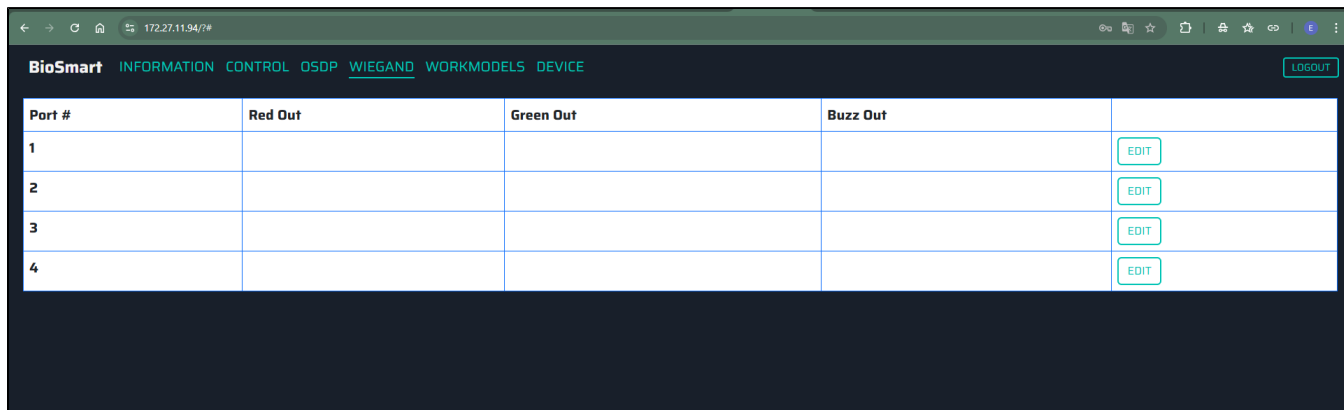 172.27.11.94/?#
E
BioSmart INFORMATION CONTROL OSDP WIEGAND WORKMODELS DEVICE LOGOUT
Port # Red Out Green Out Buzz Out
1 EDIT
2 EDIT
3 EDIT
4 EDIT